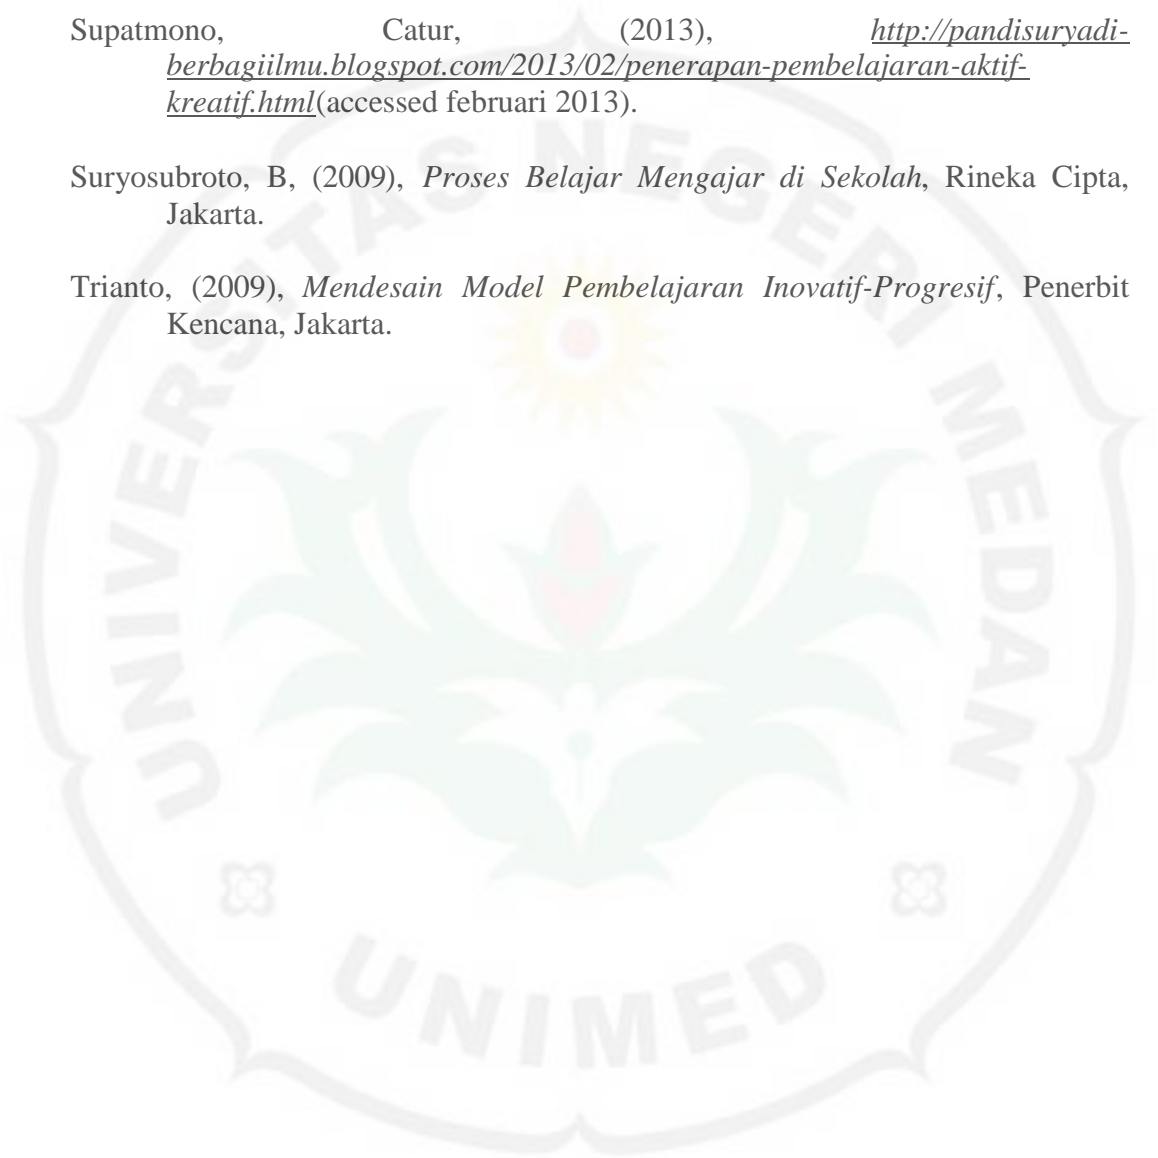 Supatmono, Catur, (2013), http://pandisuryadi-
berbagiilmu.blogspot.com/2013/02/penerapan-pembelajaran-aktif-
kreatif.html(accessed februari 2013).
Suryosubroto, B, (2009), Proses Belajar Mengajar di Sekolah, Rineka Cipta,
Jakarta.
Trianto, (2009), Mendesain Model Pembelajaran Inovatif-Progresif, Penerbit
Kencana, Jakarta.
UNIVERSITAS NEGERI MEDAN
UNIMED